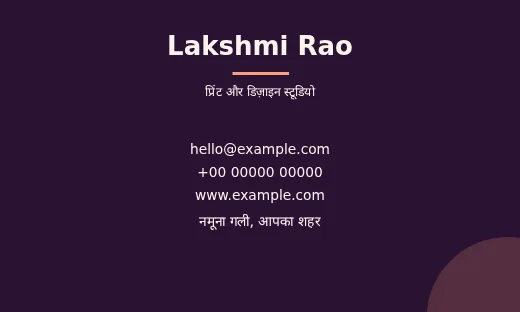 Lakshmi Rao
प्रिंट और डिज़ाइन स्टूडियो
hello@example.com
+00 00000 00000
www.example.com
नमूना गली, आपका शहर